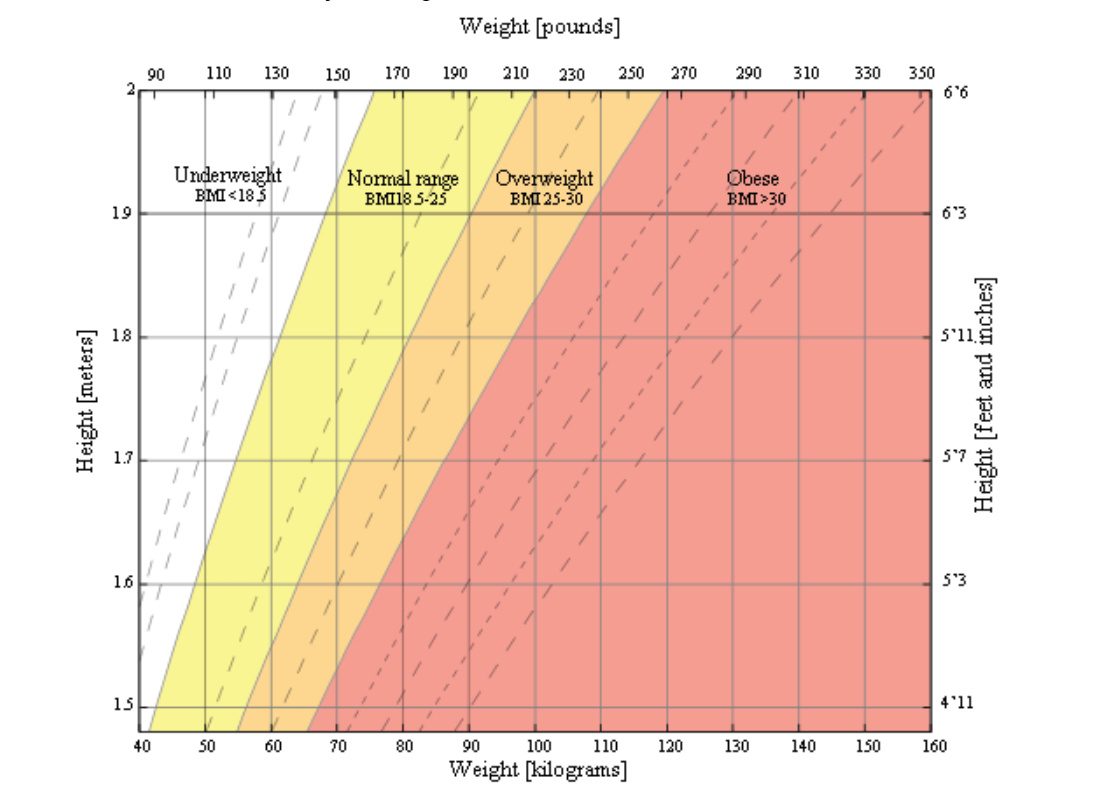 Weight [pounds]
90 110 130 150 170 190 210 230 250 270 290 310 330 350
2 6"6
Underweight
BMI <18.5
Normal range
BMI18.5-25
Overweight
BMI 25-30
Obese
BMI >30
1.9 6"3
1.8 5"11
1.7 5"7
1.6 5"3
1.5 4"11
Height [meters]
Height [feet and inches]
40 50 60 70 80 90 100 110 120 130 140 150 160
Weight [kilograms]